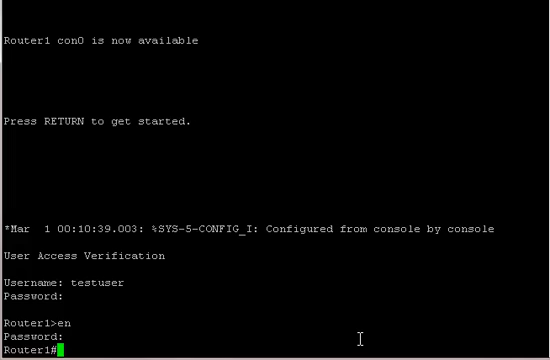 Router1 con0 is now available
Press RETURN to get started.
*Mar  1 00:10:39.003: %SYS-5-CONFIG_I: Configured from console by console
User Access Verification
Username: testuser
Password:
Router1>en
Password:
Router1#